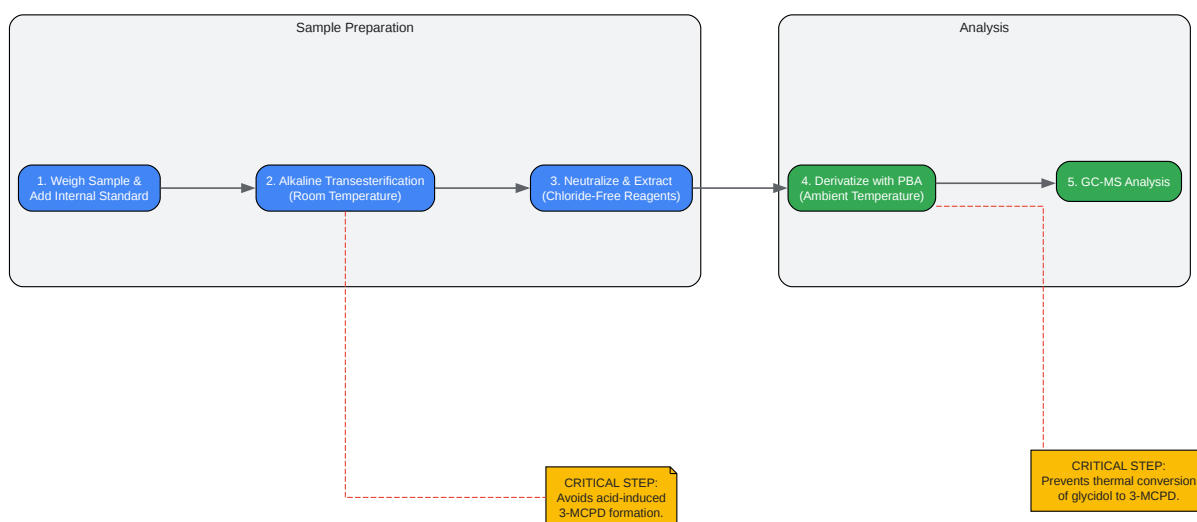 Sample Preparation
Analysis
1. Weigh Sample &
Add Internal Standard
2. Alkaline Transesterification
(Room Temperature)
3. Neutralize & Extract
(Chloride-Free Reagents)
4. Derivatize with PBA
(Ambient Temperature)
5. GC-MS Analysis
CRITICAL STEP:
Avoids acid-induced
3-MCPD formation.
CRITICAL STEP:
Prevents thermal conversion
of glycidol to 3-MCPD.